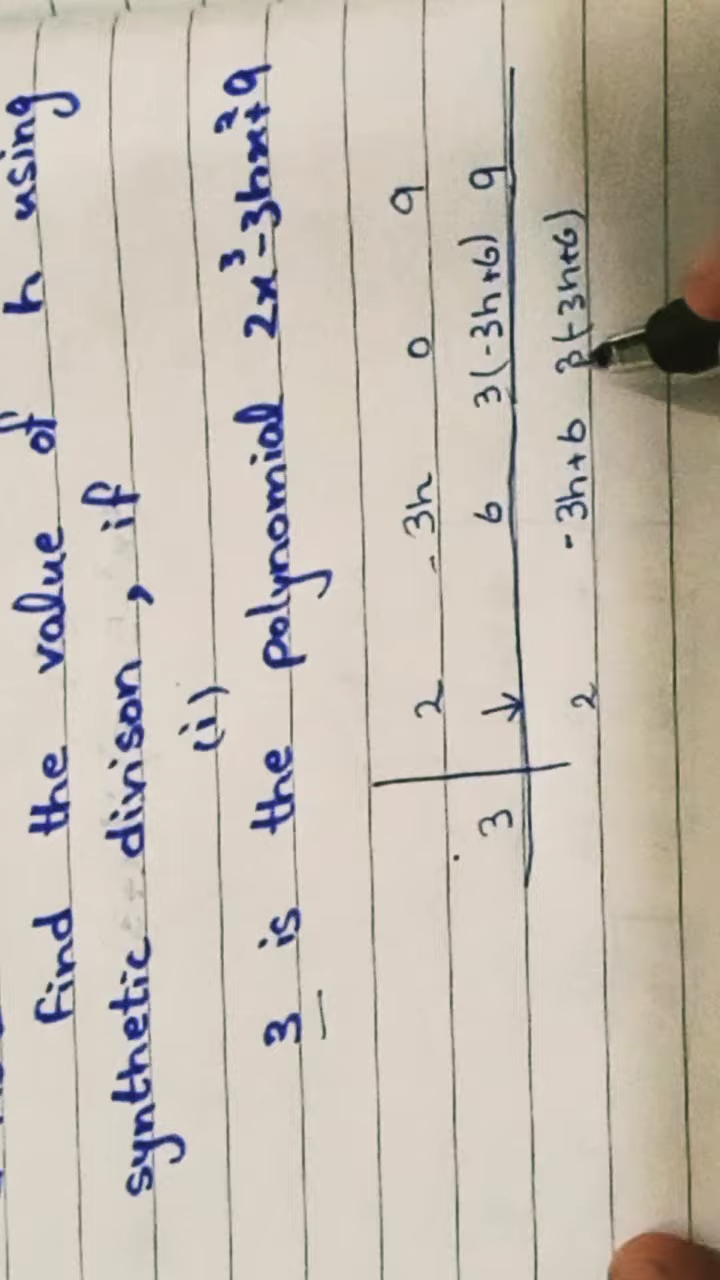 Find the value of h using
synthetic divison, if
(i)
3 is the polynomial 2x³-3hx²+9
2 -3h 0 9
3 ↓ 6 3(-3h+6) 9
2 -3h+6 3(-3h+6)